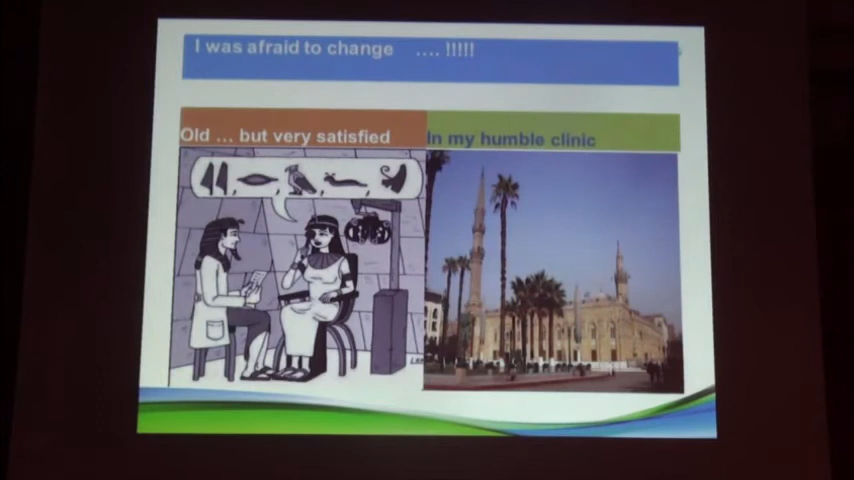 I was afraid to change .... !!!!!
Old ... but very satisfied
In my humble clinic